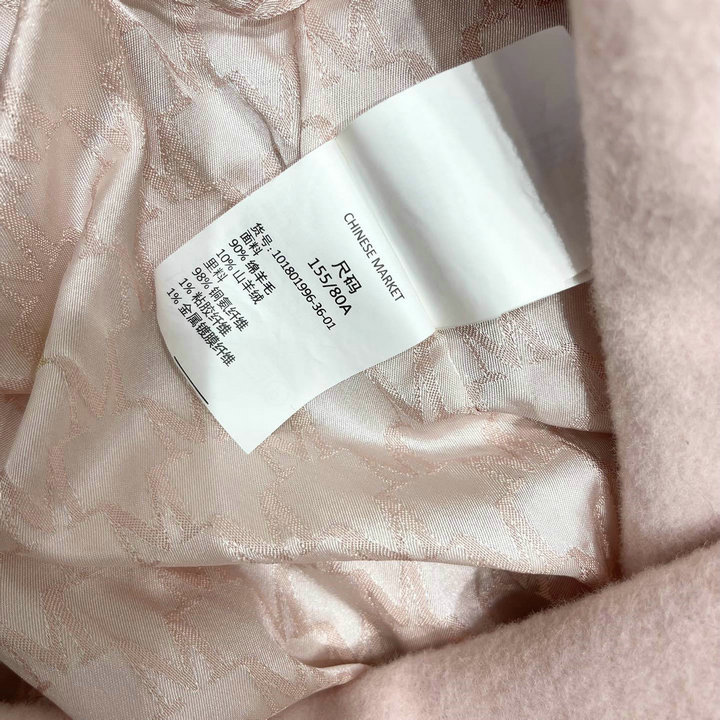 CHINESE MARKET
尺码
155/80A
货号: 101801996-36-01
面料
90% 绵羊毛
10% 山羊绒
里料
98% 铜氨纤维
1% 粘胶纤维
1% 金属镀膜纤维